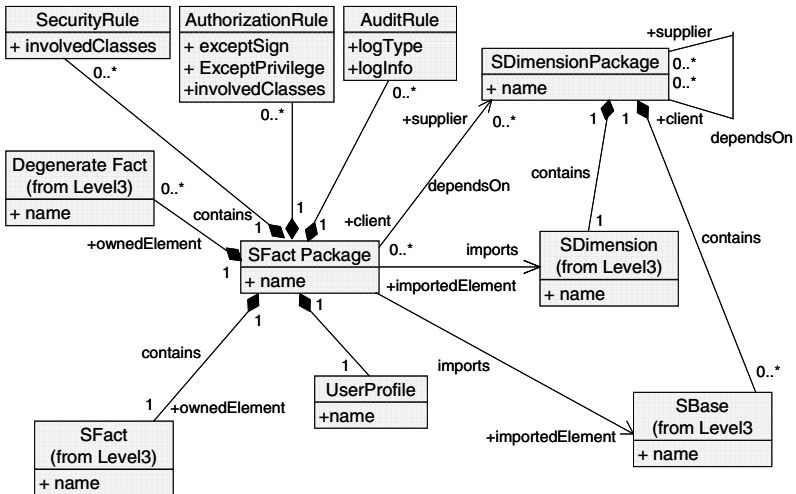 SecurityRule
+ involvedClasses
AuthorizationRule
+ exceptSign
+ ExceptPrivilege
+involvedClasses
AuditRule
+logType
+logInfo
SDimensionPackage
+ name
+supplier
0..*
0..*
+client
dependsOn
0..*
0..*
0..*
+supplier
0..*
1
1
Degenerate Fact
(from Level3)
+ name
0..*
contains
+ownedElement
1
1
1
1
+client
dependsOn
contains
1
contains
SFact Package
+ name
0..*
imports
+importedElement
SDimension
(from Level3)
+ name
1
1
contains
1
UserProfile
+name
imports
0..*
1
+ownedElement
SFact
(from Level3)
+ name
+importedElement
SBase
(from Level3
+ name